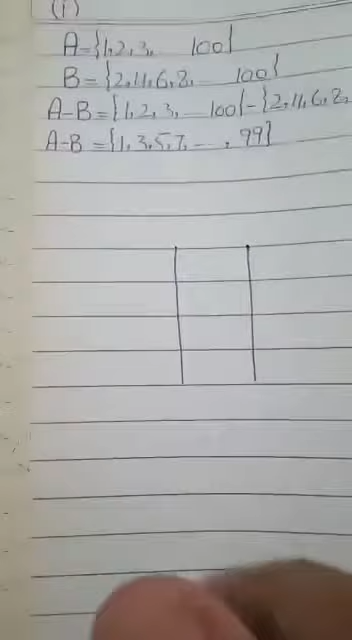 (i)
A={1,2,3, 100}
B={2,4,6,8, 100}
A-B={1,2,3, 100}-{2,4,6,8,
A-B={1,3,5,7, ---, 99}